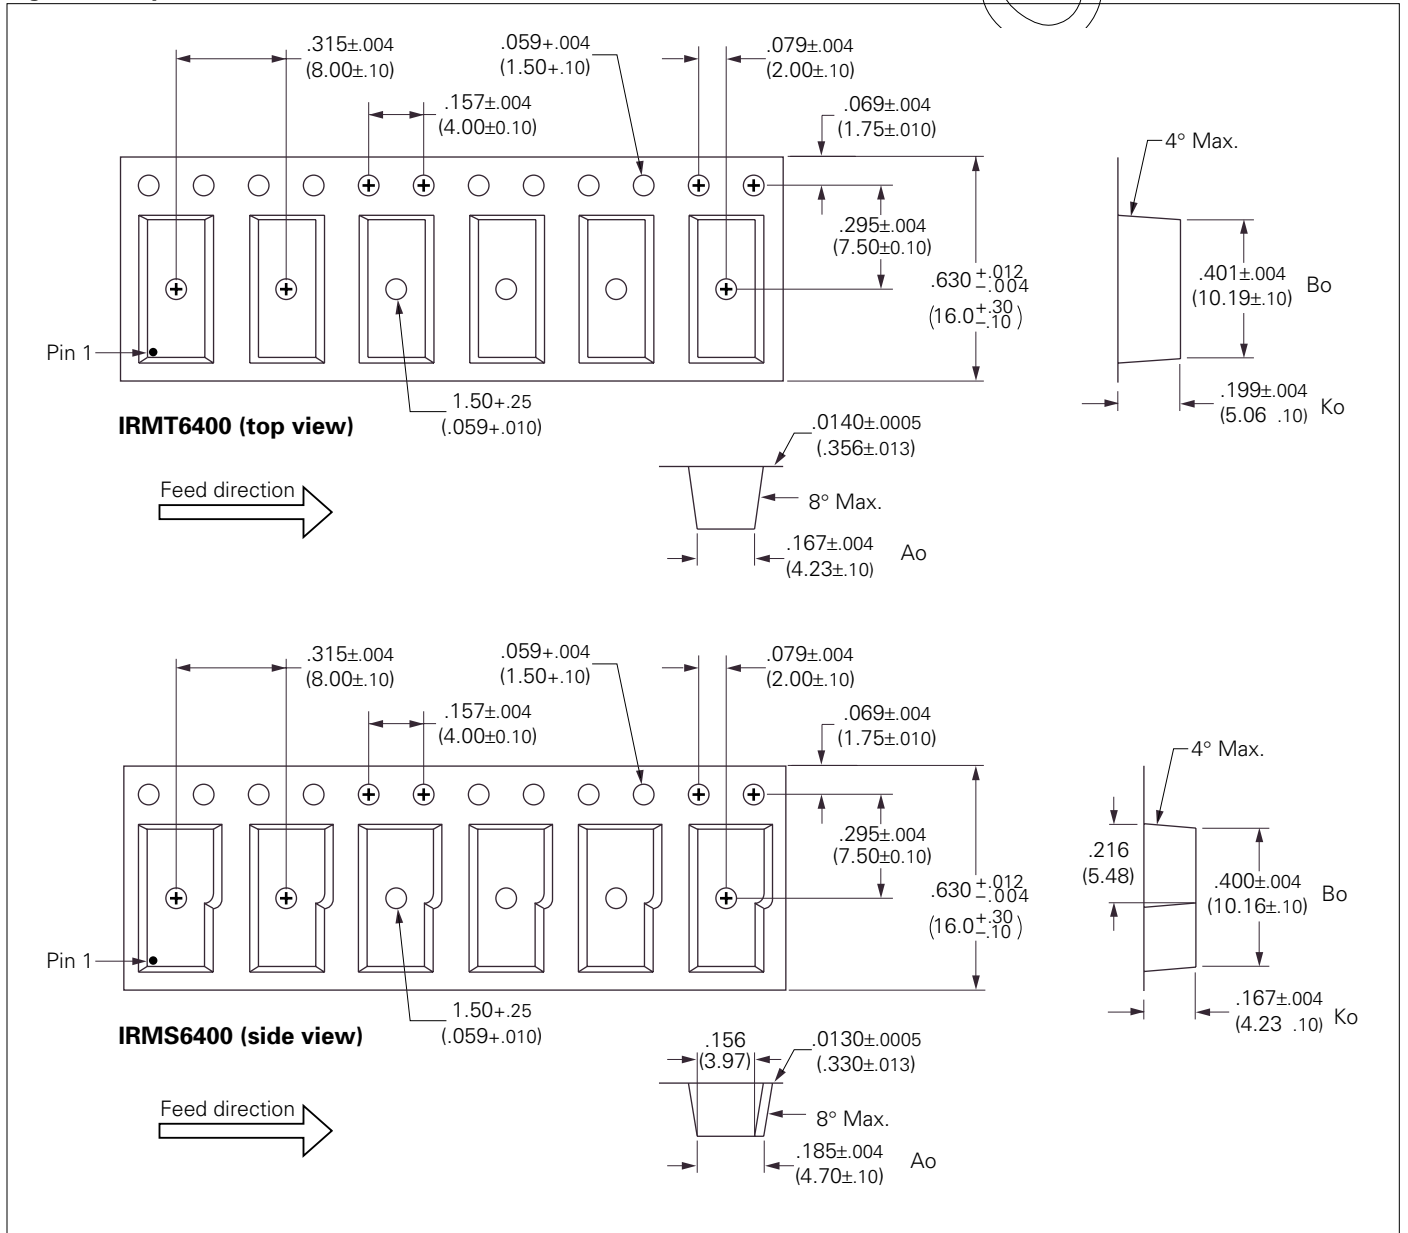 .315±.004
(8.00±.10)
.059+.004
(1.50+.10)
.079±.004
(2.00±.10)
.157±.004
(4.00±0.10)
.069±.004
(1.75±.010)
4° Max.
.295±.004
(7.50±0.10)
.630 +.012 -.004
(16.0 +.30 -.10)
.401±.004
(10.19±.10) Bo
Pin 1
1.50+.25
(.059+.010)
.199±.004
(5.06 .10) Ko
IRMT6400 (top view)
.0140±.0005
(.356±.013)
Feed direction
8° Max.
.167±.004
(4.23±.10) Ao
.315±.004
(8.00±.10)
.059+.004
(1.50+.10)
.079±.004
(2.00±.10)
.157±.004
(4.00±0.10)
.069±.004
(1.75±.010)
4° Max.
.295±.004
(7.50±0.10)
.216
(5.48)
.630 +.012 -.004
(16.0 +.30 -.10)
.400±.004
(10.16±.10) Bo
Pin 1
1.50+.25
(.059+.010)
.167±.004
(4.23 .10) Ko
IRMS6400 (side view)
.156
(3.97)
.0130±.0005
(.330±.013)
Feed direction
8° Max.
.185±.004
(4.70±.10) Ao